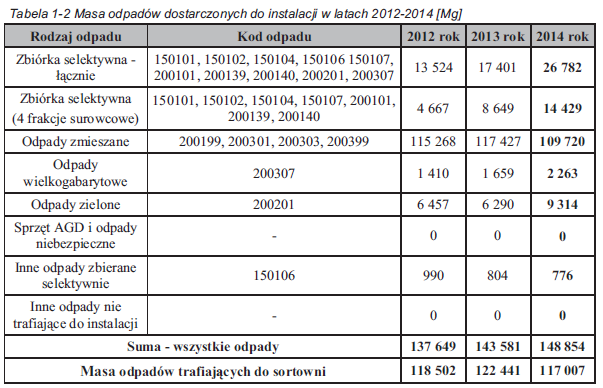 Tabela 1-2 Masa odpadów dostarczonych do instalacji w latach 2012-2014 [Mg]
Rodzaj odpadu Kod odpadu 2012 rok 2013 rok 2014 rok
Zbiórka selektywna -
łącznie
150101, 150102, 150104, 150106 150107,
200101, 200139, 200140, 200201, 200307
13 524 17 401 26 782
Zbiórka selektywna
(4 frakcje surowcowe)
150101, 150102, 150104, 150107, 200101,
200139, 200140
4 667 8 649 14 429
Odpady zmieszane 200199, 200301, 200303, 200399 115 268 117 427 109 720
Odpady
wielkogabarytowe
200307 1 410 1 659 2 263
Odpady zielone 200201 6 457 6 290 9 314
Sprzęt AGD i odpady
niebezpieczne
- 0 0 0
Inne odpady zbierane
selektywnie
150106 990 804 776
Inne odpady nie
trafiające do instalacji
- 0 0 0
Suma - wszystkie odpady 137 649 143 581 148 854
Masa odpadów trafiających do sortowni 118 502 122 441 117 007